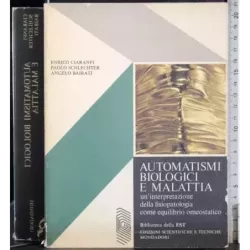 ENRICO CIARANFI
PAOLO SCHLECHTER
ANGELO BAIRATI
AUTOMATISMI
BIOLOGICI
E MALATTIA
un'interpretazione
della fisiopatologia
come equilibrio omeostatico
Biblioteca della EST
EDIZIONI SCIENTIFICHE E TECNICHE
MONDADORI
AUTOMATISMI BIOLOGICI
E MALATTIA